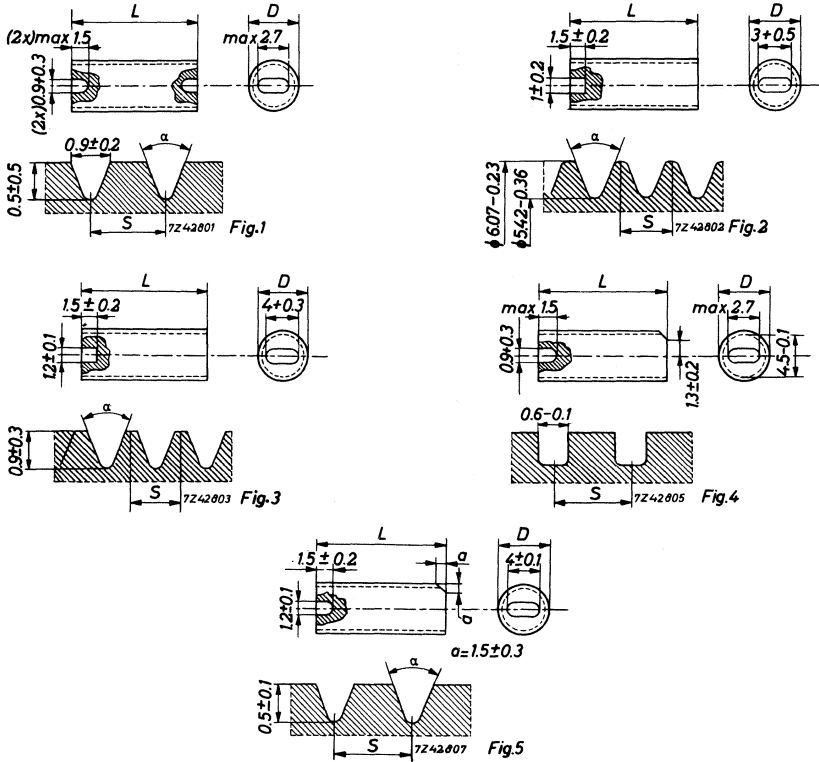 L
D
(2x)max 1.5
max 2.7
(2x)0.9+0.3
0.9±0.2
α
0.5±0.5
S
7Z42801
Fig.1
L
D
1.5±0.2
3+0.5
1±0.2
α
ϕ6.07-0.23
ϕ5.42-0.36
S
7Z42802
Fig.2
L
D
1.5±0.2
4+0.3
1.2±0.1
α
0.9±0.3
S
7Z42803
Fig.3
L
D
max 1.5
max 2.7
0.9+0.3
1.3±0.2
4.5-0.1
0.6-0.1
S
7Z42805
Fig.4
L
D
1.5±0.2
a
4±0.1
1.2±0.1
a
a=1.5±0.3
α
0.5±0.1
S
7Z42807
Fig.5